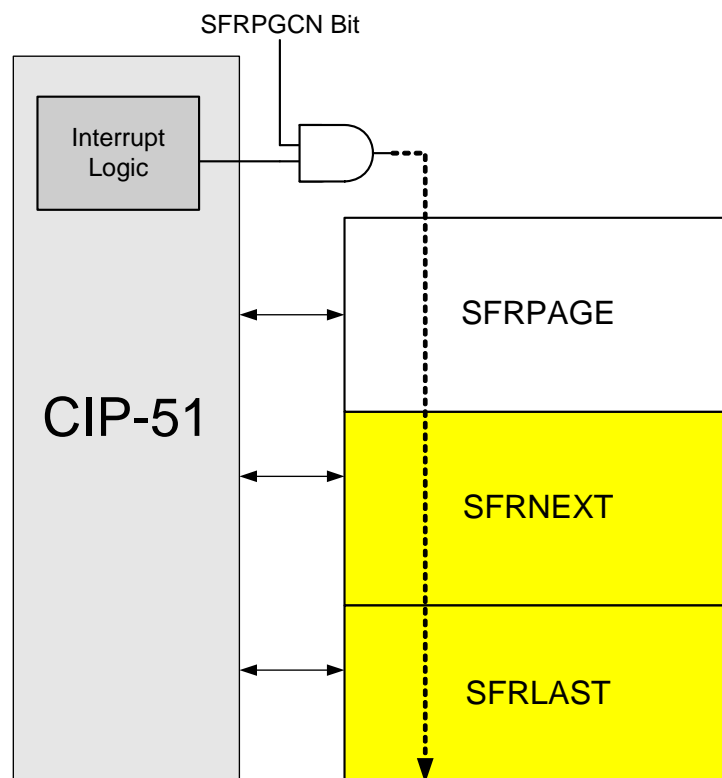 SFRPGCN Bit
Interrupt
Logic
SFRPAGE
CIP-51
SFRNEXT
SFRLAST